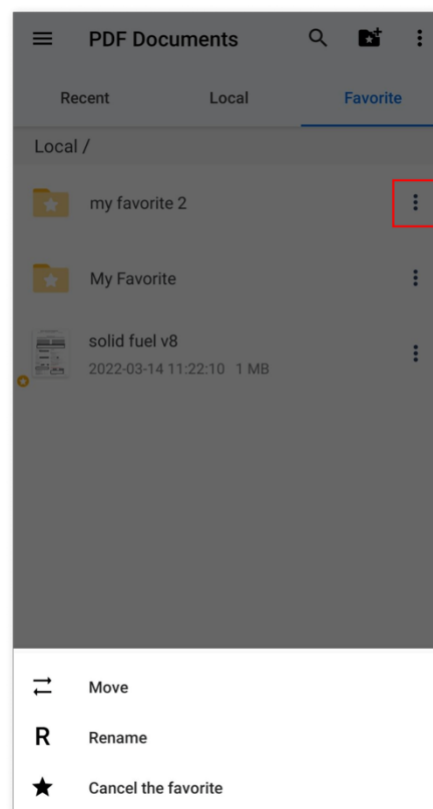 PDF Documents
Recent Local Favorite
Local /
my favorite 2
My Favorite
solid fuel v8
2022-03-14 11:22:10 1 MB
Move
R Rename
Cancel the favorite